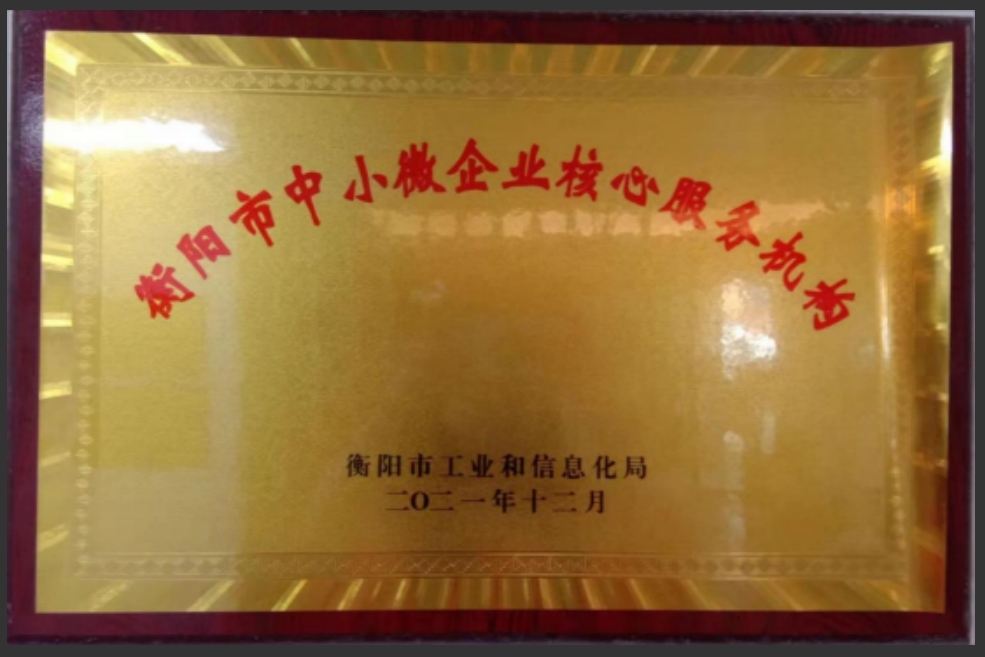 衡阳市中小微企业核心服务机构
衡阳市工业和信息化局
二O二一年十二月